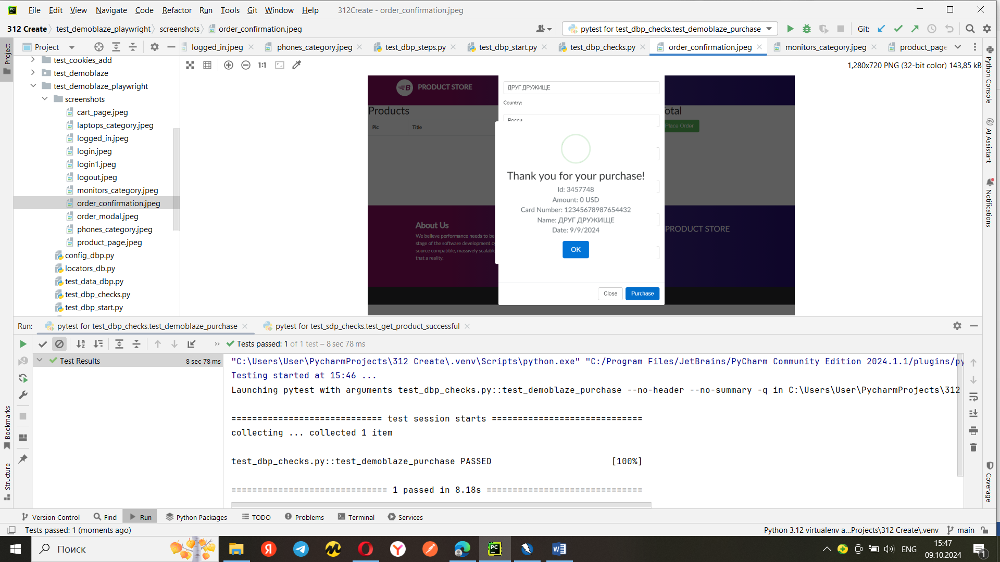 File Edit View Navigate Code Refactor Run Tools Git Window Help 312Create - order_confirmation.jpeg
312 Create test_demoblaze_playwright screenshots order_confirmation.jpeg pytest for test_dbp_checks.test_demoblaze_purchase Git:
Project
Project
logged_in.jpeg phones_category.jpeg test_dbp_steps.py test_dbp_start.py test_dbp_checks.py order_confirmation.jpeg monitors_category.jpeg product_page
1:1
1,280x720 PNG (32-bit color) 143,85 kB
test_cookies_add
test_demoblaze
test_demoblaze_playwright
screenshots
cart_page.jpeg
laptops_category.jpeg
logged_in.jpeg
login.jpeg
login1.jpeg
logout.jpeg
monitors_category.jpeg
order_confirmation.jpeg
order_modal.jpeg
phones_category.jpeg
product_page.jpeg
config_dbp.py
locators_db.py
test_data_dbp.py
test_dbp_checks.py
test_dbp_start.py
PRODUCT STORE
Products
Pic Title
ДРУГ ДРУЖИЩЕ
Country:
Росси
otal
Place Order
Thank you for your purchase!
Id: 3457748
Amount: 0 USD
Card Number: 12345678987654432
Name: ДРУГ ДРУЖИЩЕ
Date: 9/9/2024
OK
Close Purchase
About Us
We believe performance needs to be
stage of the software development cy
source compatible, massively scalable
that a reality.
PRODUCT STORE
Python Console
AI Assistant
Notifications
Coverage
Bookmarks
Structure
Run: pytest for test_dbp_checks.test_demoblaze_purchase pytest for test_sdp_checks.test_get_product_successful
Tests passed: 1 of 1 test – 8 sec 78 ms
Test Results 8 sec 78 ms
"C:\Users\User\PycharmProjects\312 Create\.venv\Scripts\python.exe" "C:/Program Files/JetBrains/PyCharm Community Edition 2024.1.1/plugins/py
Testing started at 15:46 ...
Launching pytest with arguments test_dbp_checks.py::test_demoblaze_purchase --no-header --no-summary -q in C:\Users\User\PycharmProjects\312
============================= test session starts =============================
collecting ... collected 1 item
test_dbp_checks.py::test_demoblaze_purchase PASSED [100%]
============================== 1 passed in 8.18s ==============================
Version Control Find Run Python Packages TODO Problems Terminal Services
Tests passed: 1 (moments ago)
Python 3.12 virtualenv a...Projects\312 Create\.venv main
Поиск
ENG
15:47
09.10.2024
1